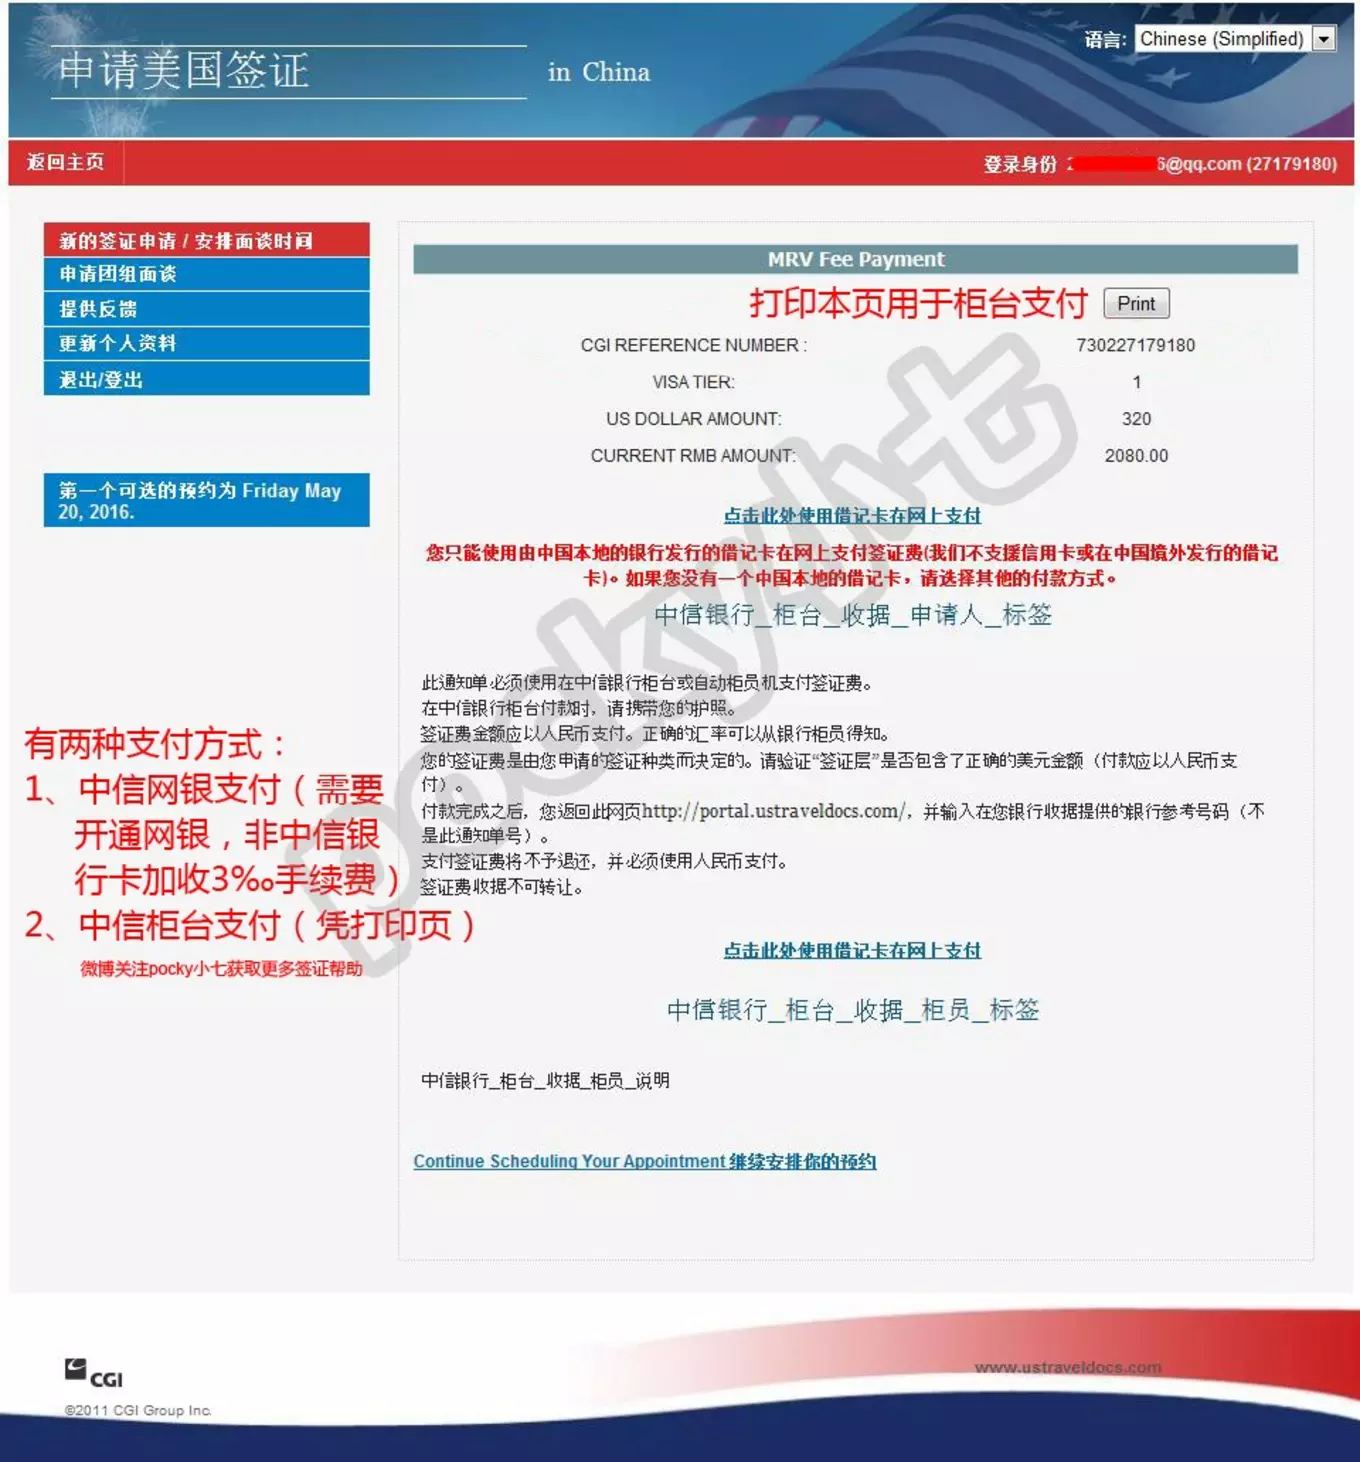 申请美国签证
in China
语言: Chinese (Simplified)
返回主页
登录身份 2 6@qq.com (27179180)
新的签证申请 / 安排面谈时间
申请团组面谈
提供反馈
更新个人资料
退出/登出
第一个可选的预约为 Friday May
20, 2016.
MRV Fee Payment
打印本页用于柜台支付 Print
CGI REFERENCE NUMBER : 730227179180
VISA TIER: 1
US DOLLAR AMOUNT: 320
CURRENT RMB AMOUNT: 2080.00
点击此处使用借记卡在网上支付
您只能使用由中国本地的银行发行的借记卡在网上支付签证费(我们不支援信用卡或在中国境外发行的借记
卡)。如果您没有一个中国本地的借记卡，请选择其他的付款方式。
中信银行_柜台_收据_申请人_标签
此通知单必须使用在中信银行柜台或自动柜员机支付签证费。
在中信银行柜台付款时，请携带您的护照。
签证费金额应以人民币支付。正确的汇率可以从银行柜员得知。
您的签证费是由您申请的签证种类而决定的。请验证“签证层”是否包含了正确的美元金额（付款应以人民币支
付）。
付款完成之后，您返回此网页http://portal.ustraveldocs.com/，并输入在您银行收据提供的银行参考号码（不
是此通知单号）。
支付签证费将不予退还，并必须使用人民币支付。
签证费收据不可转让。
有两种支付方式：
1、中信网银支付（需要
开通网银，非中信银
行卡加收3‰手续费）
2、中信柜台支付（凭打印页）
微博关注pocky小七获取更多签证帮助
点击此处使用借记卡在网上支付
中信银行_柜台_收据_柜员_标签
中信银行_柜台_收据_柜员_说明
Continue Scheduling Your Appointment 继续安排你的预约
pocky小七
CGI
©2011 CGI Group Inc.
www.ustraveldocs.com